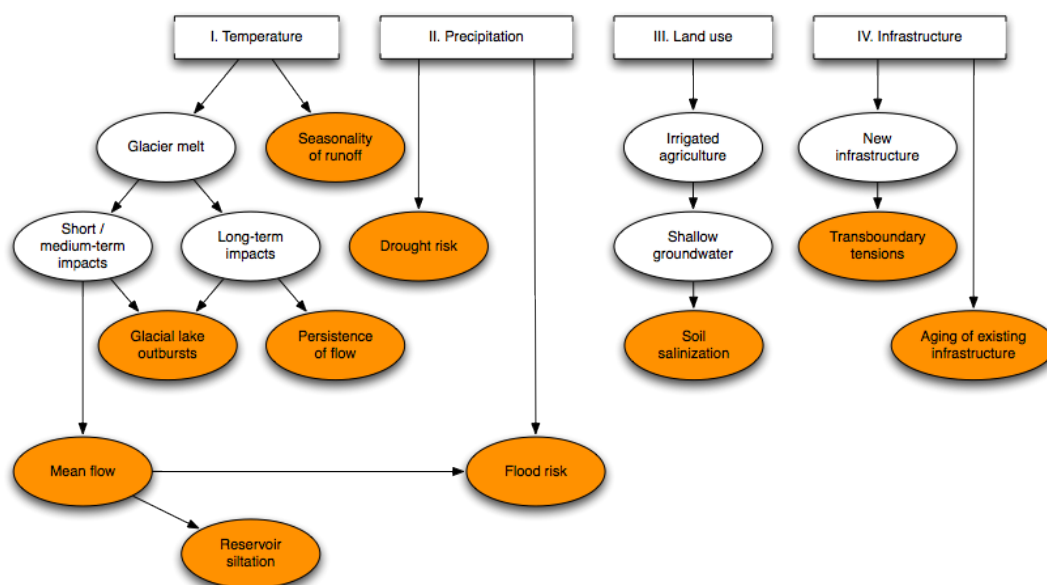 I. Temperature
II. Precipitation
III. Land use
IV. Infrastructure
Glacier melt
Seasonality
of runoff
Irrigated
agriculture
New
infrastructure
Short /
medium-term
impacts
Long-term
impacts
Drought risk
Shallow
groundwater
Transboundary
tensions
Glacial lake
outbursts
Persistence
of flow
Soil
salinization
Aging of existing
infrastructure
Mean flow
Flood risk
Reservoir
siltation